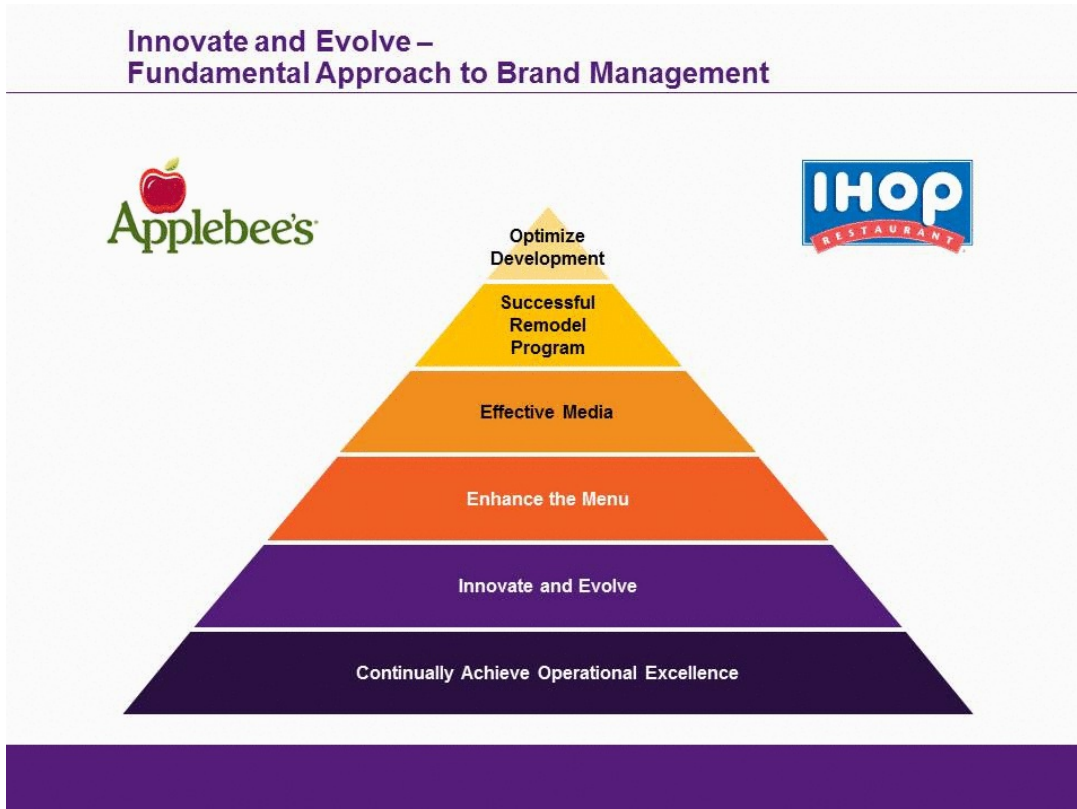 Innovate and Evolve –
Fundamental Approach to Brand Management
Applebee's
IHOP
RESTAURANT
Optimize
Development
Successful
Remodel
Program
Effective Media
Enhance the Menu
Innovate and Evolve
Continually Achieve Operational Excellence